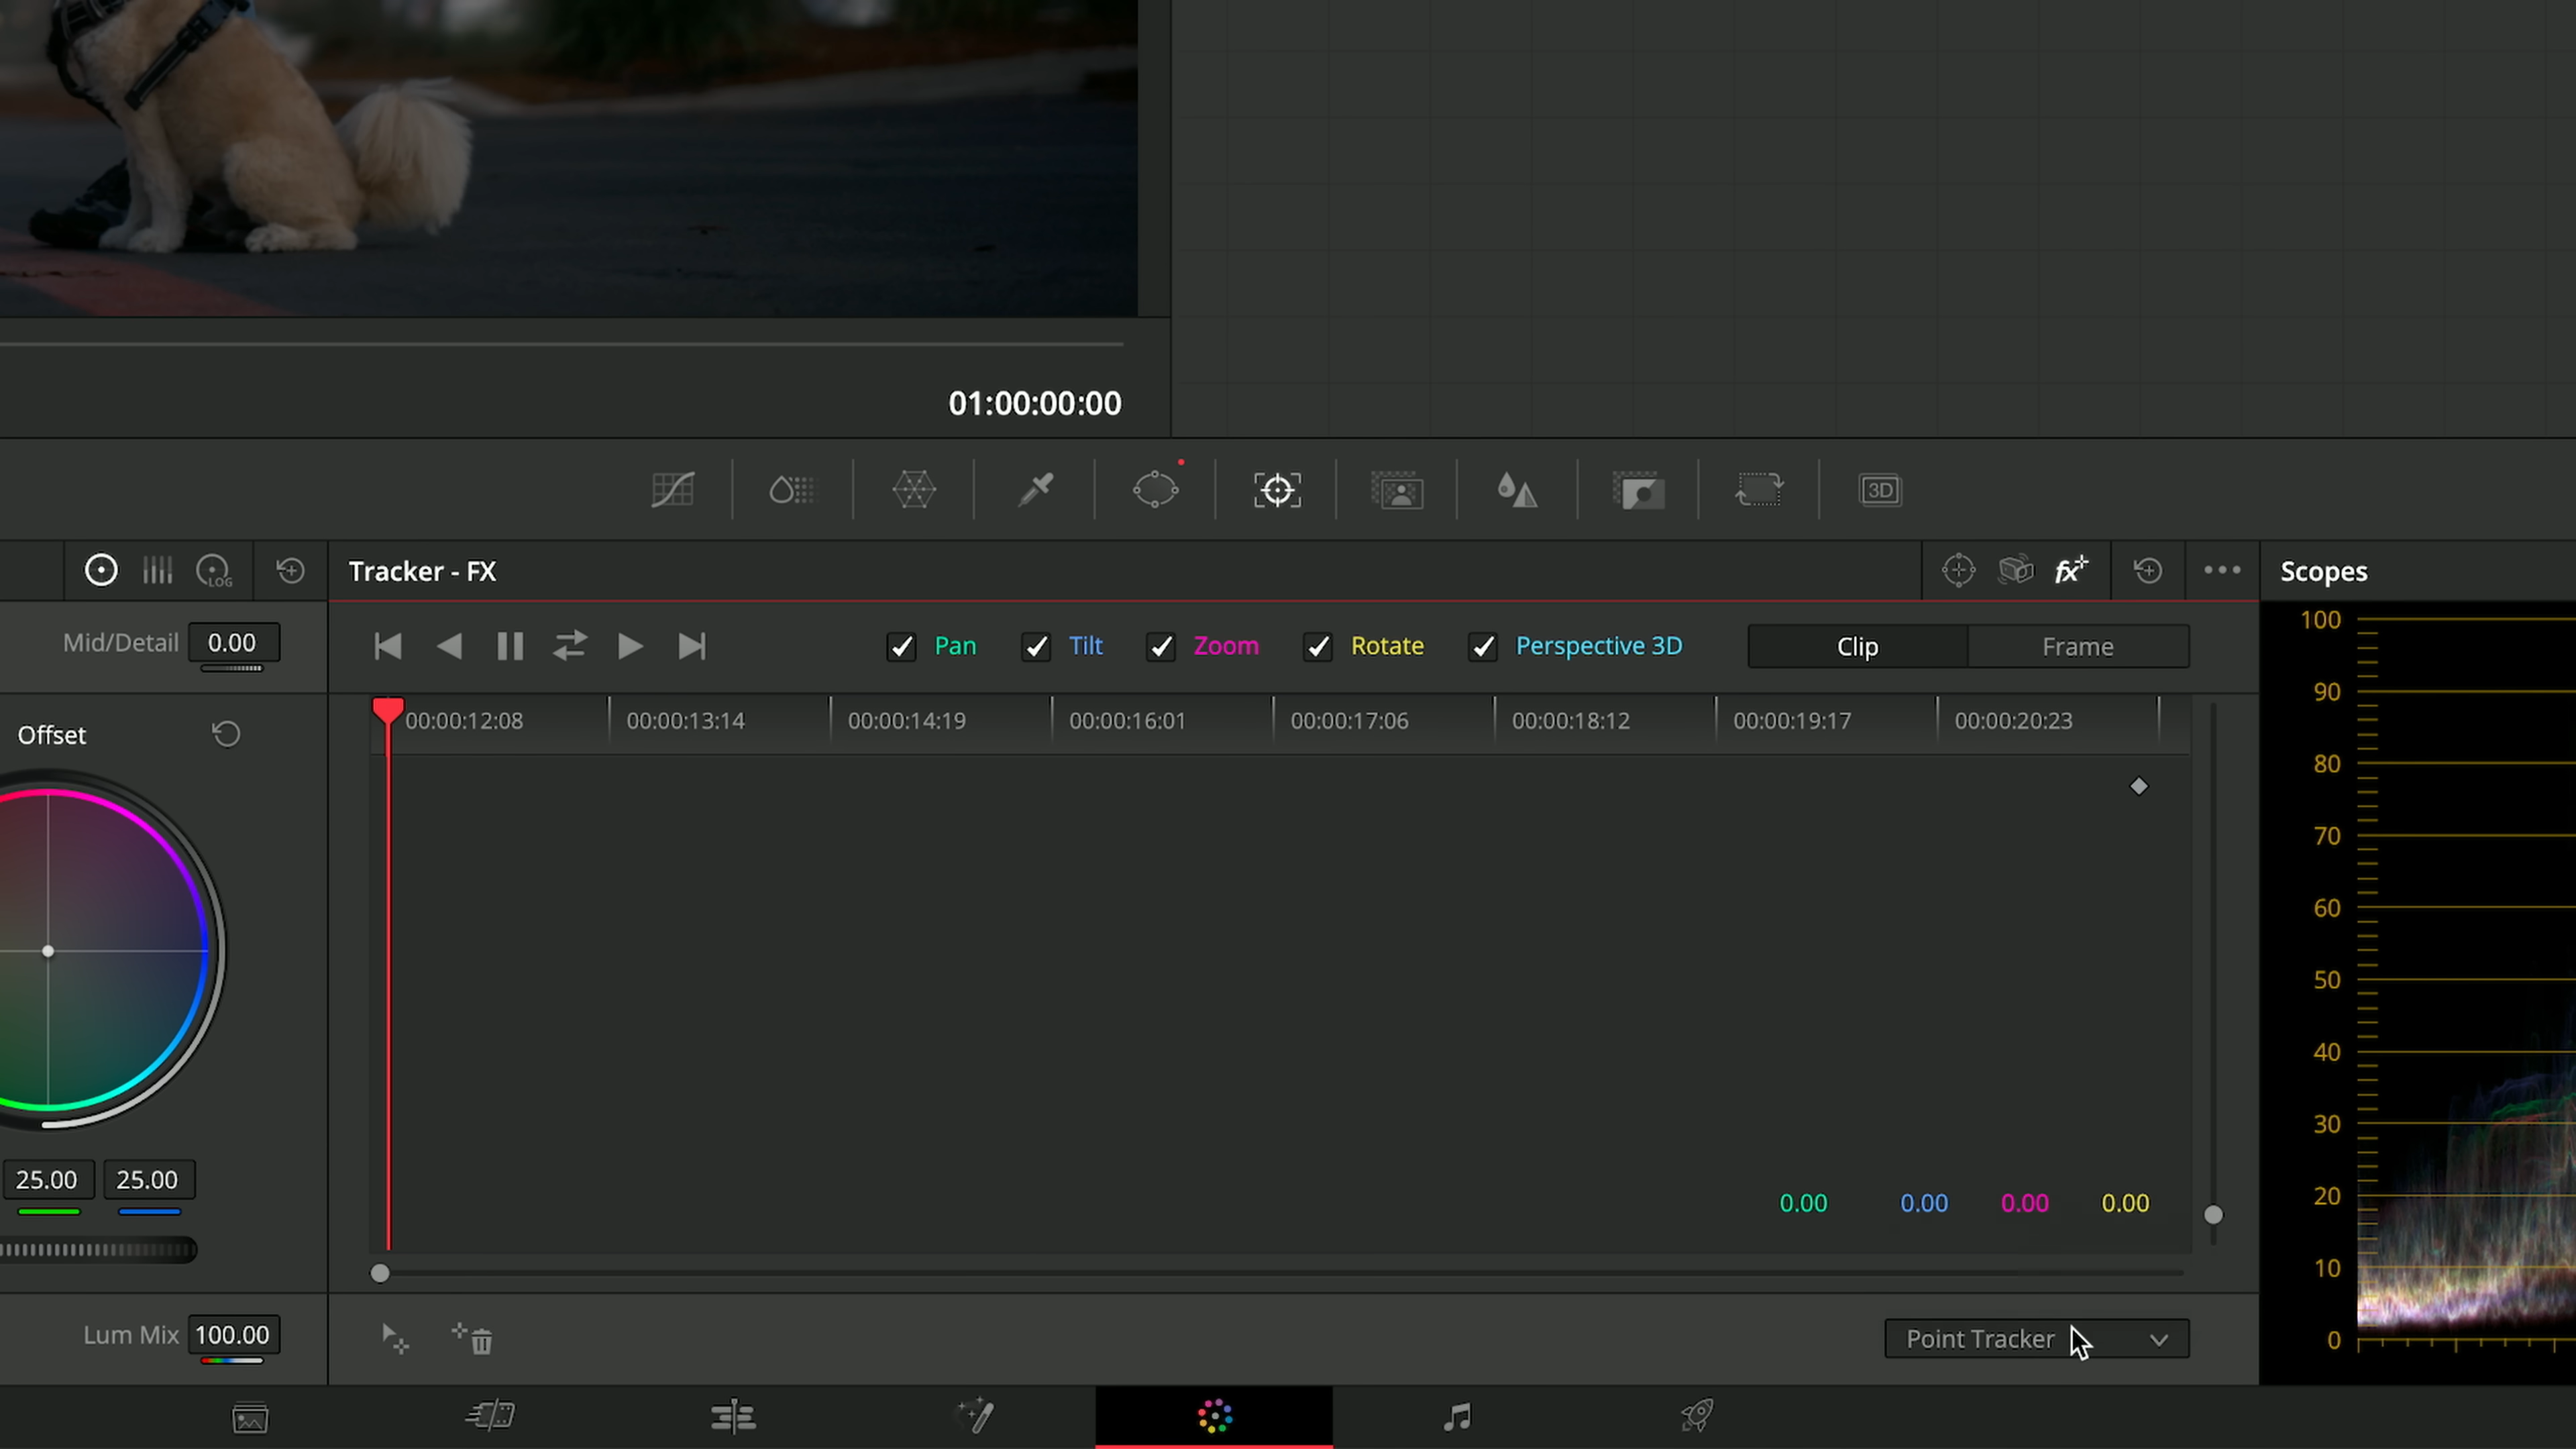 01:00:00:00
3D
LOG
Tracker - FX
fx
Scopes
Mid/Detail 0.00
Pan Tilt Zoom Rotate Perspective 3D Clip Frame
Offset
00:00:12:08 00:00:13:14 00:00:14:19 00:00:16:01 00:00:17:06 00:00:18:12 00:00:19:17 00:00:20:23
25.00 25.00
0.00 0.00 0.00 0.00
Lum Mix 100.00
Point Tracker
100
90
80
70
60
50
40
30
20
10
0